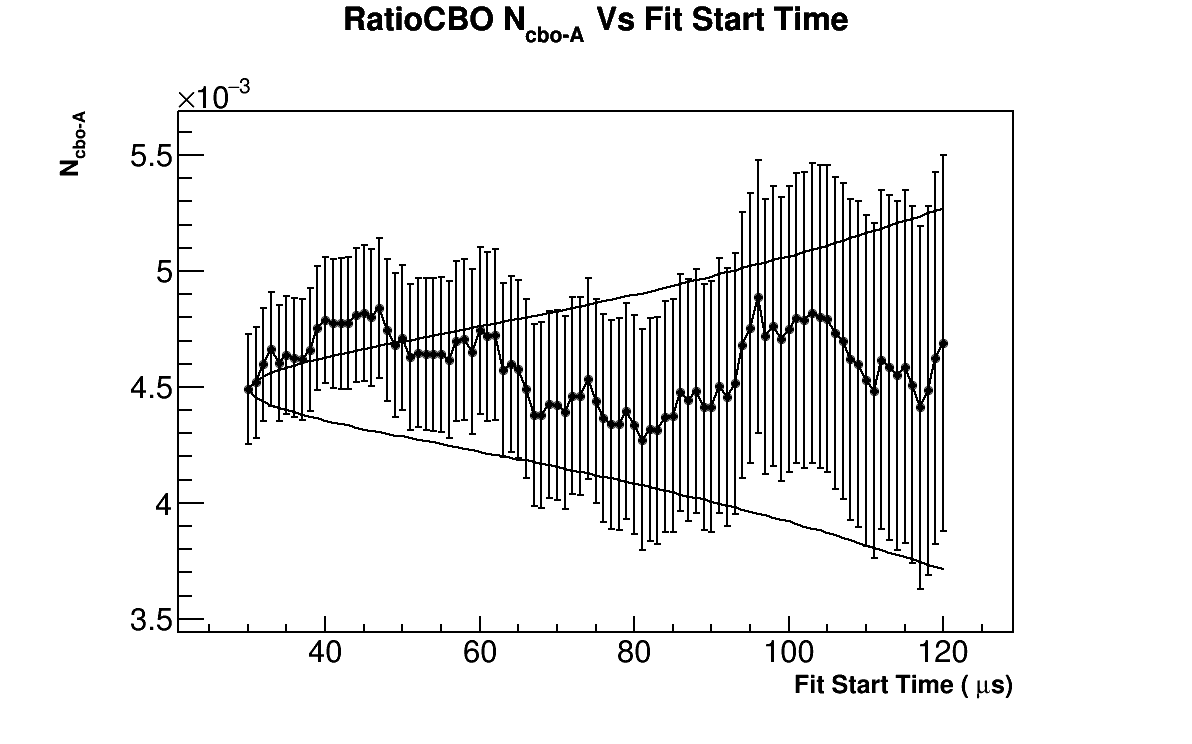 RatioCBO N_cbo-A Vs Fit Start Time
×10^−3
N_cbo-A
5.5
5
4.5
4
3.5
40 60 80 100 120
Fit Start Time ( μs)